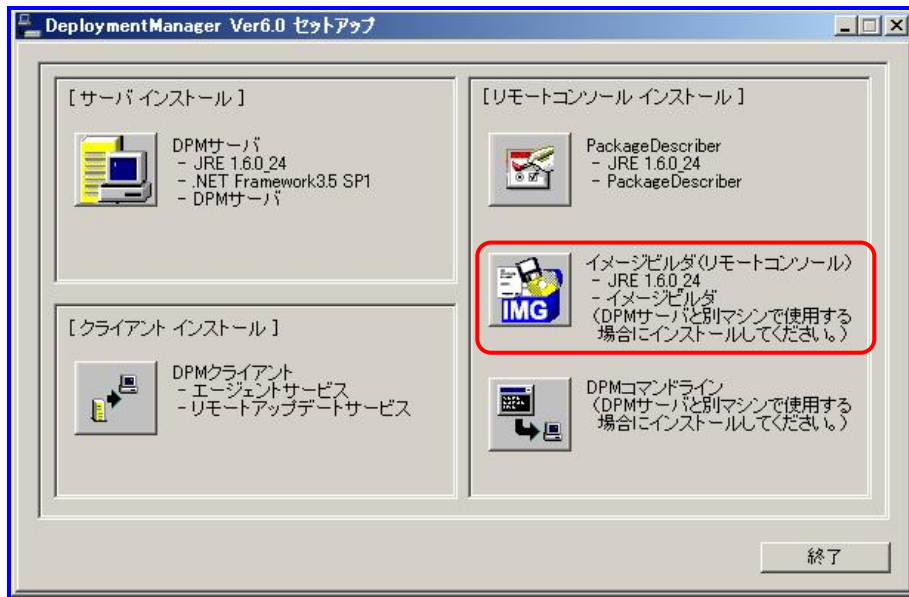 DeploymentManager Ver6.0 セットアップ
[ サーバ インストール ]
DPMサーバ
- JRE 1.6.0_24
- .NET Framework3.5 SP1
- DPMサーバ
[ クライアント インストール ]
DPMクライアント
- エージェントサービス
- リモートアップデートサービス
[ リモートコンソール インストール ]
PackageDescriber
- JRE 1.6.0_24
- PackageDescriber
IMG
イメージビルダ(リモートコンソール)
- JRE 1.6.0_24
- イメージビルダ
(DPMサーバと別マシンで使用する
場合にインストールしてください。)
DPMコマンドライン
(DPMサーバと別マシンで使用する
場合にインストールしてください。)
終了